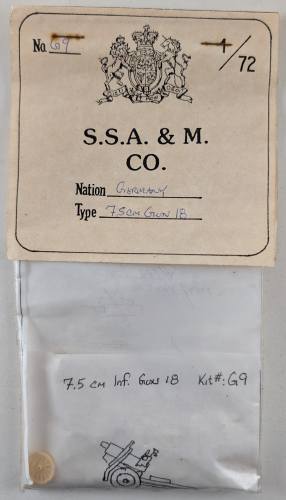 No. G9
1/72
S.S.A. & M.
CO.
Nation GERMANY
Type 7.5CM GUN 18
7.5 cm Inf. Guns 18 Kit#: G9